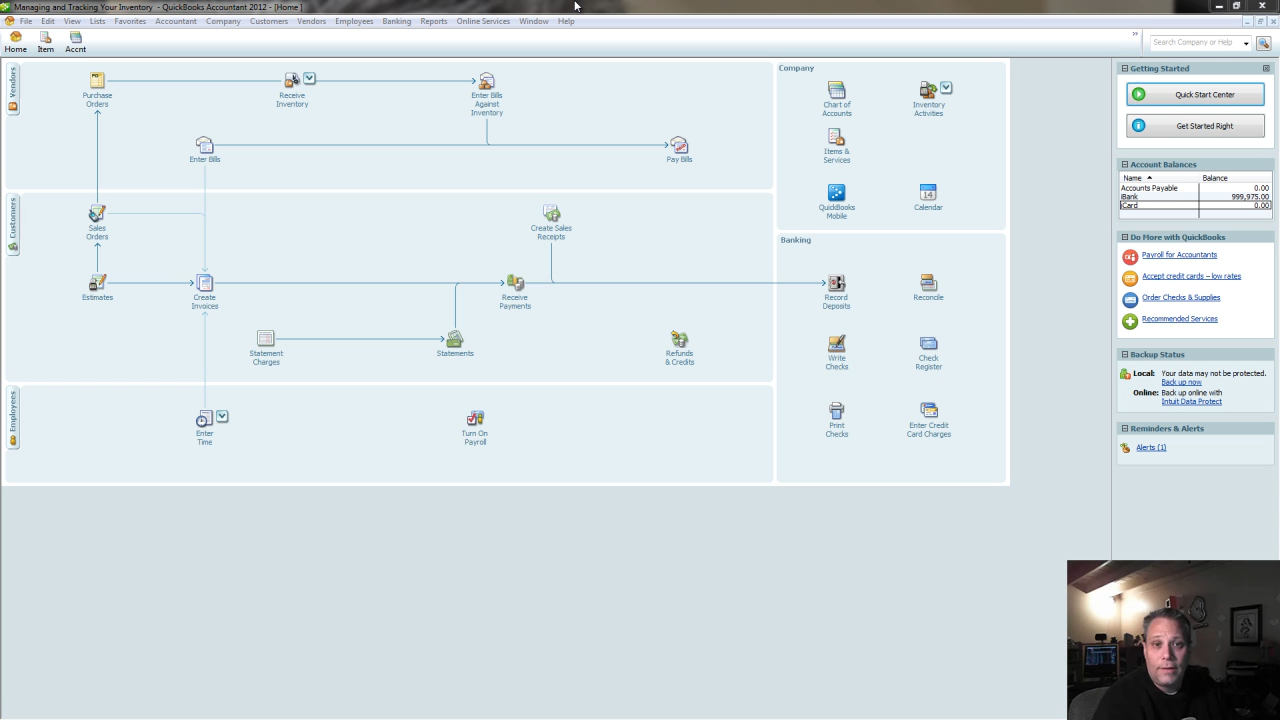 Managing and Tracking Your Inventory - QuickBooks Accountant 2012 - [Home ]
File Edit View Lists Favorites Accountant Company Customers Vendors Employees Banking Reports Online Services Window Help
Home Item Accnt
Search Company or Help
Vendors
Purchase
Orders
Receive
Inventory
Enter Bills
Against
Inventory
Enter Bills
Pay Bills
Customers
Sales
Orders
Create Sales
Receipts
Estimates
Create
Invoices
Receive
Payments
Statement
Charges
Statements
Refunds
& Credits
Employees
Enter
Time
Turn On
Payroll
Company
Chart of
Accounts
Inventory
Activities
Items &
Services
QuickBooks
Mobile
14
Calendar
Banking
Record
Deposits
Reconcile
Write
Checks
Check
Register
Print
Checks
Enter Credit
Card Charges
Getting Started
Quick Start Center
Get Started Right
Account Balances
Name Balance
Accounts Payable 0.00
iBank 999,975.00
iCard 0.00
Do More with QuickBooks
Payroll for Accountants
Accept credit cards – low rates
Order Checks & Supplies
Recommended Services
Backup Status
Local: Your data may not be protected.
Back up now
Online: Back up online with
Intuit Data Protect
Reminders & Alerts
Alerts (1)